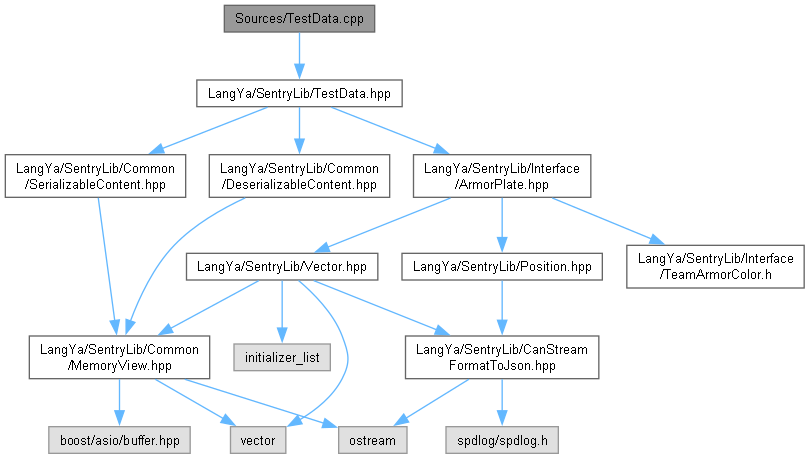 Sources/TestData.cpp
LangYa/SentryLib/TestData.hpp
LangYa/SentryLib/Common
/SerializableContent.hpp
LangYa/SentryLib/Common
/DeserializableContent.hpp
LangYa/SentryLib/Interface
/ArmorPlate.hpp
LangYa/SentryLib/Vector.hpp
LangYa/SentryLib/Position.hpp
LangYa/SentryLib/Interface
/TeamArmorColor.h
LangYa/SentryLib/Common
/MemoryView.hpp
initializer_list
LangYa/SentryLib/CanStream
FormatToJson.hpp
boost/asio/buffer.hpp
vector
ostream
spdlog/spdlog.h